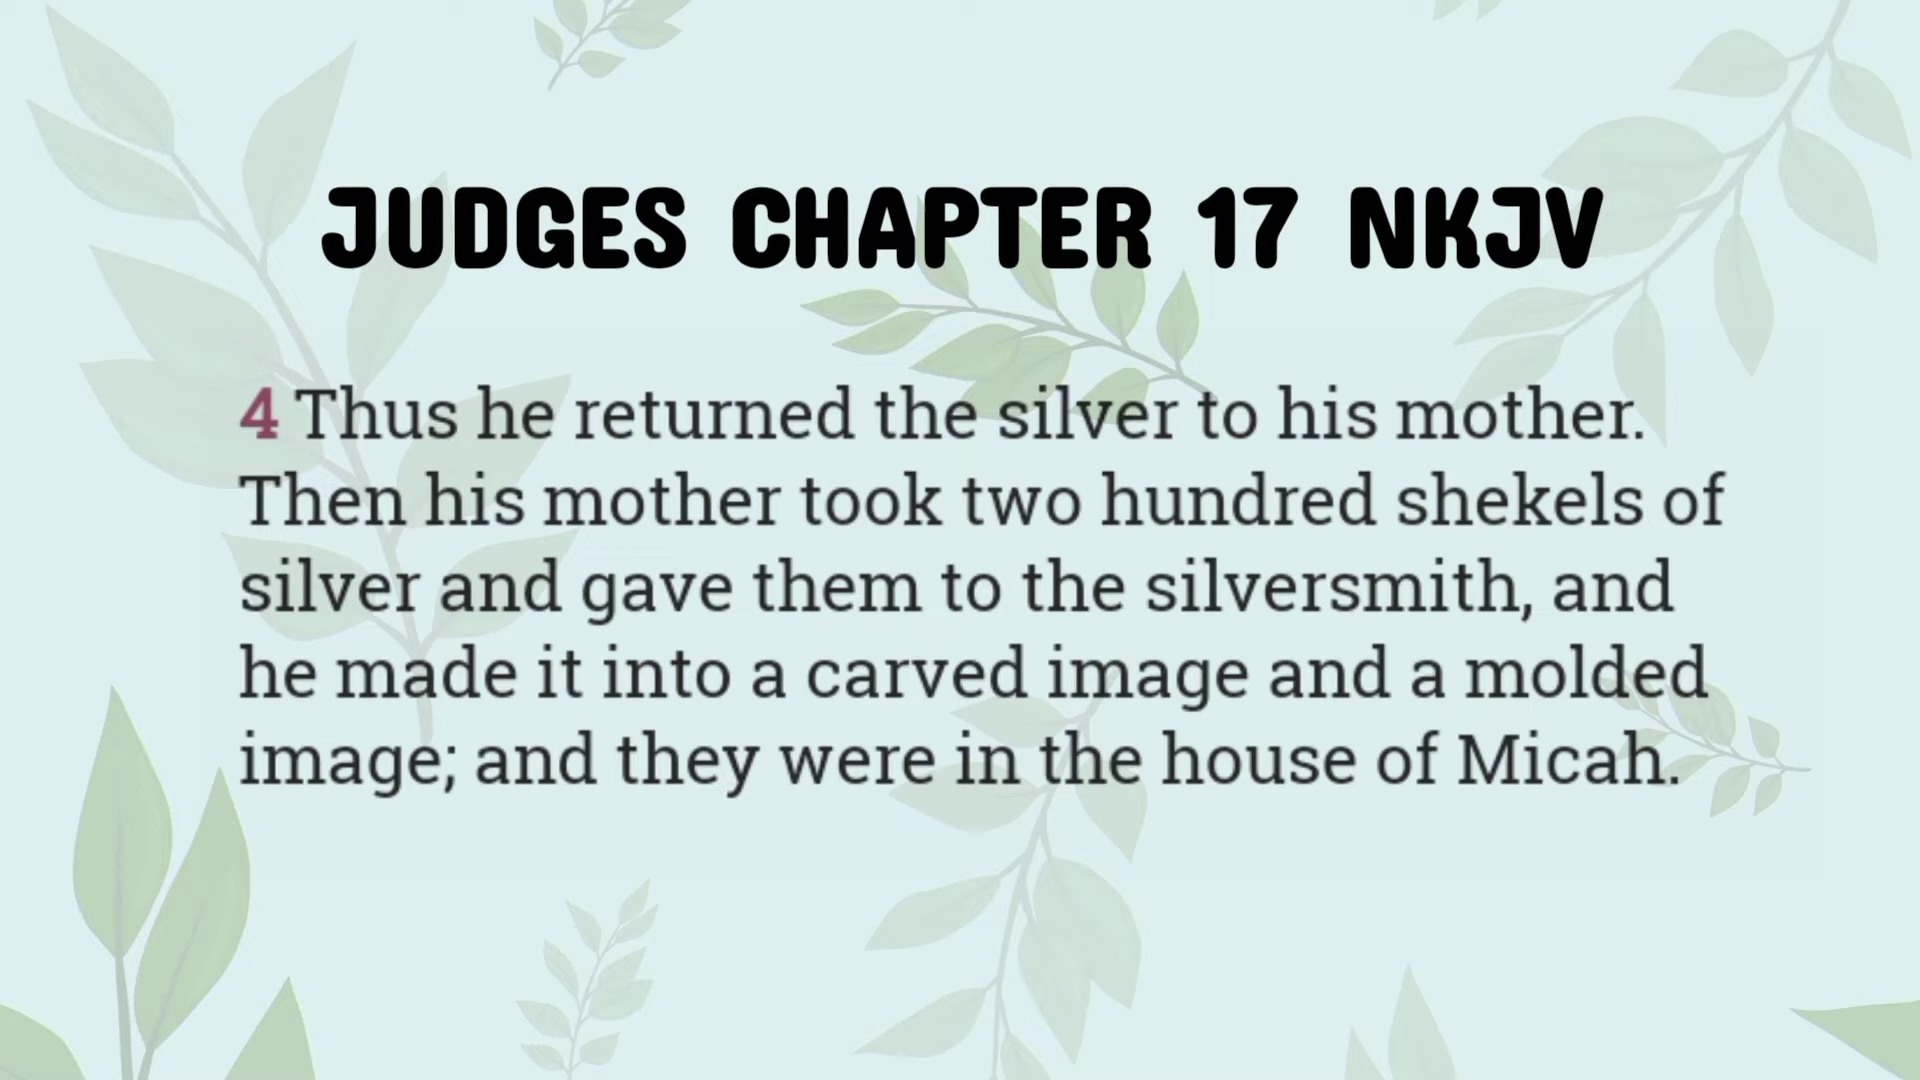 JUDGES CHAPTER 17 NKJV
4 Thus he returned the silver to his mother.
Then his mother took two hundred shekels of
silver and gave them to the silversmith, and
he made it into a carved image and a molded
image; and they were in the house of Micah.